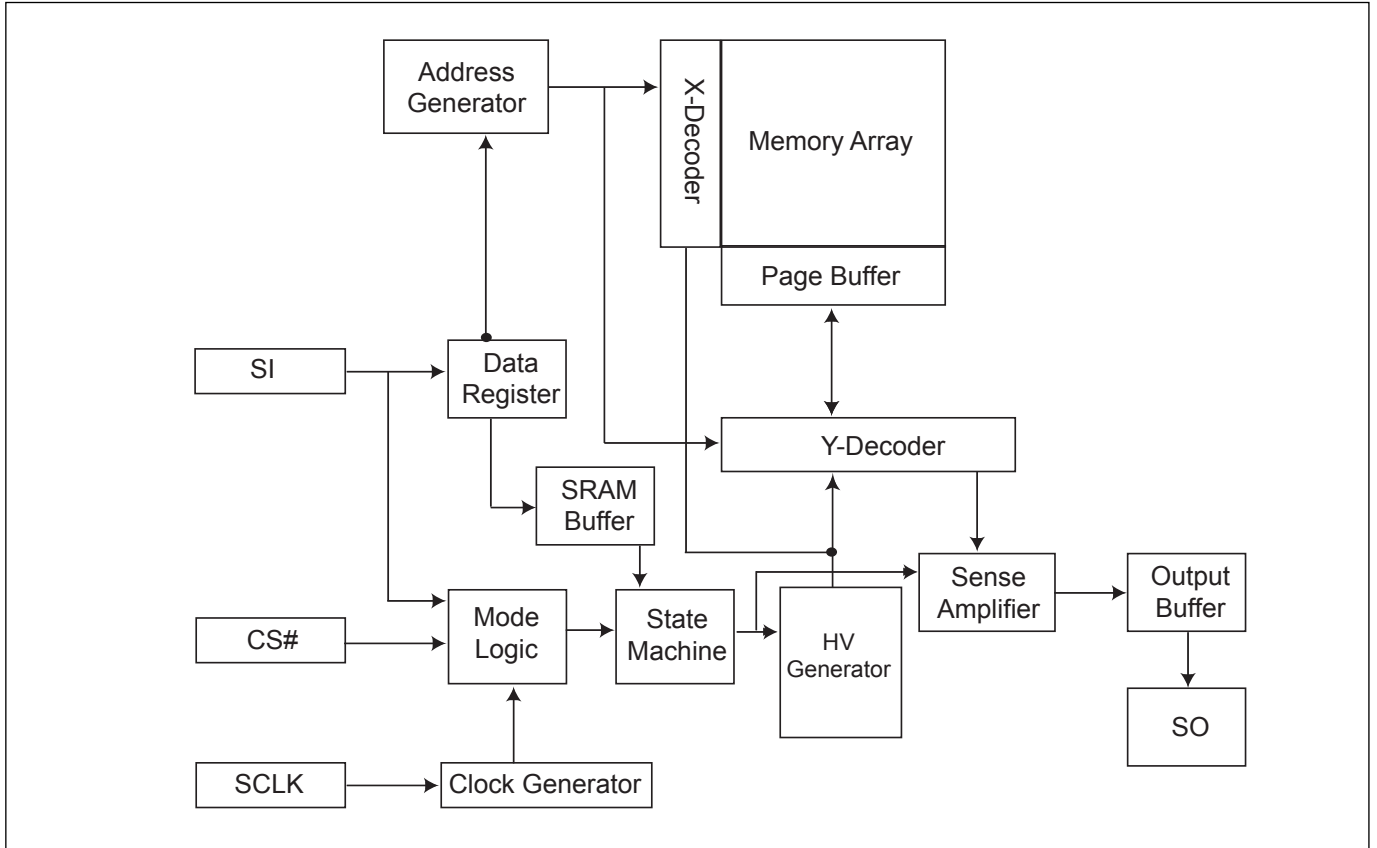 Address
Generator
X-Decoder
Memory Array
Page Buffer
SI
Data
Register
Y-Decoder
SRAM
Buffer
Sense
Amplifier
Output
Buffer
CS#
Mode
Logic
State
Machine
HV
Generator
SO
SCLK
Clock Generator